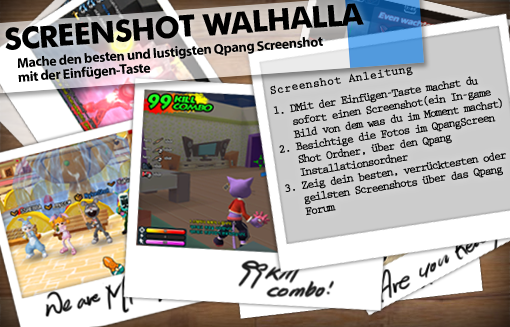 SCREENSHOT WALHALLA
Mache den besten und lustigsten Qpang Screenshot
mit der Einfügen-Taste
Even wach
Screenshot Anleitung
1. DMit der Einfügen-Taste machst du
sofort einen Screenshot(ein In-game
Bild von dem was du im Moment machst)
2. Besichtige die Fotos im QpangScreen
Shot Ordner, über den Qpang
Installationsordner
3. Zeig dein besten, verrücktesten oder
geilsten Screenshots über das Qpang
Forum
99 KILL
COMBO
We are
99 Kill
combo!
Are you